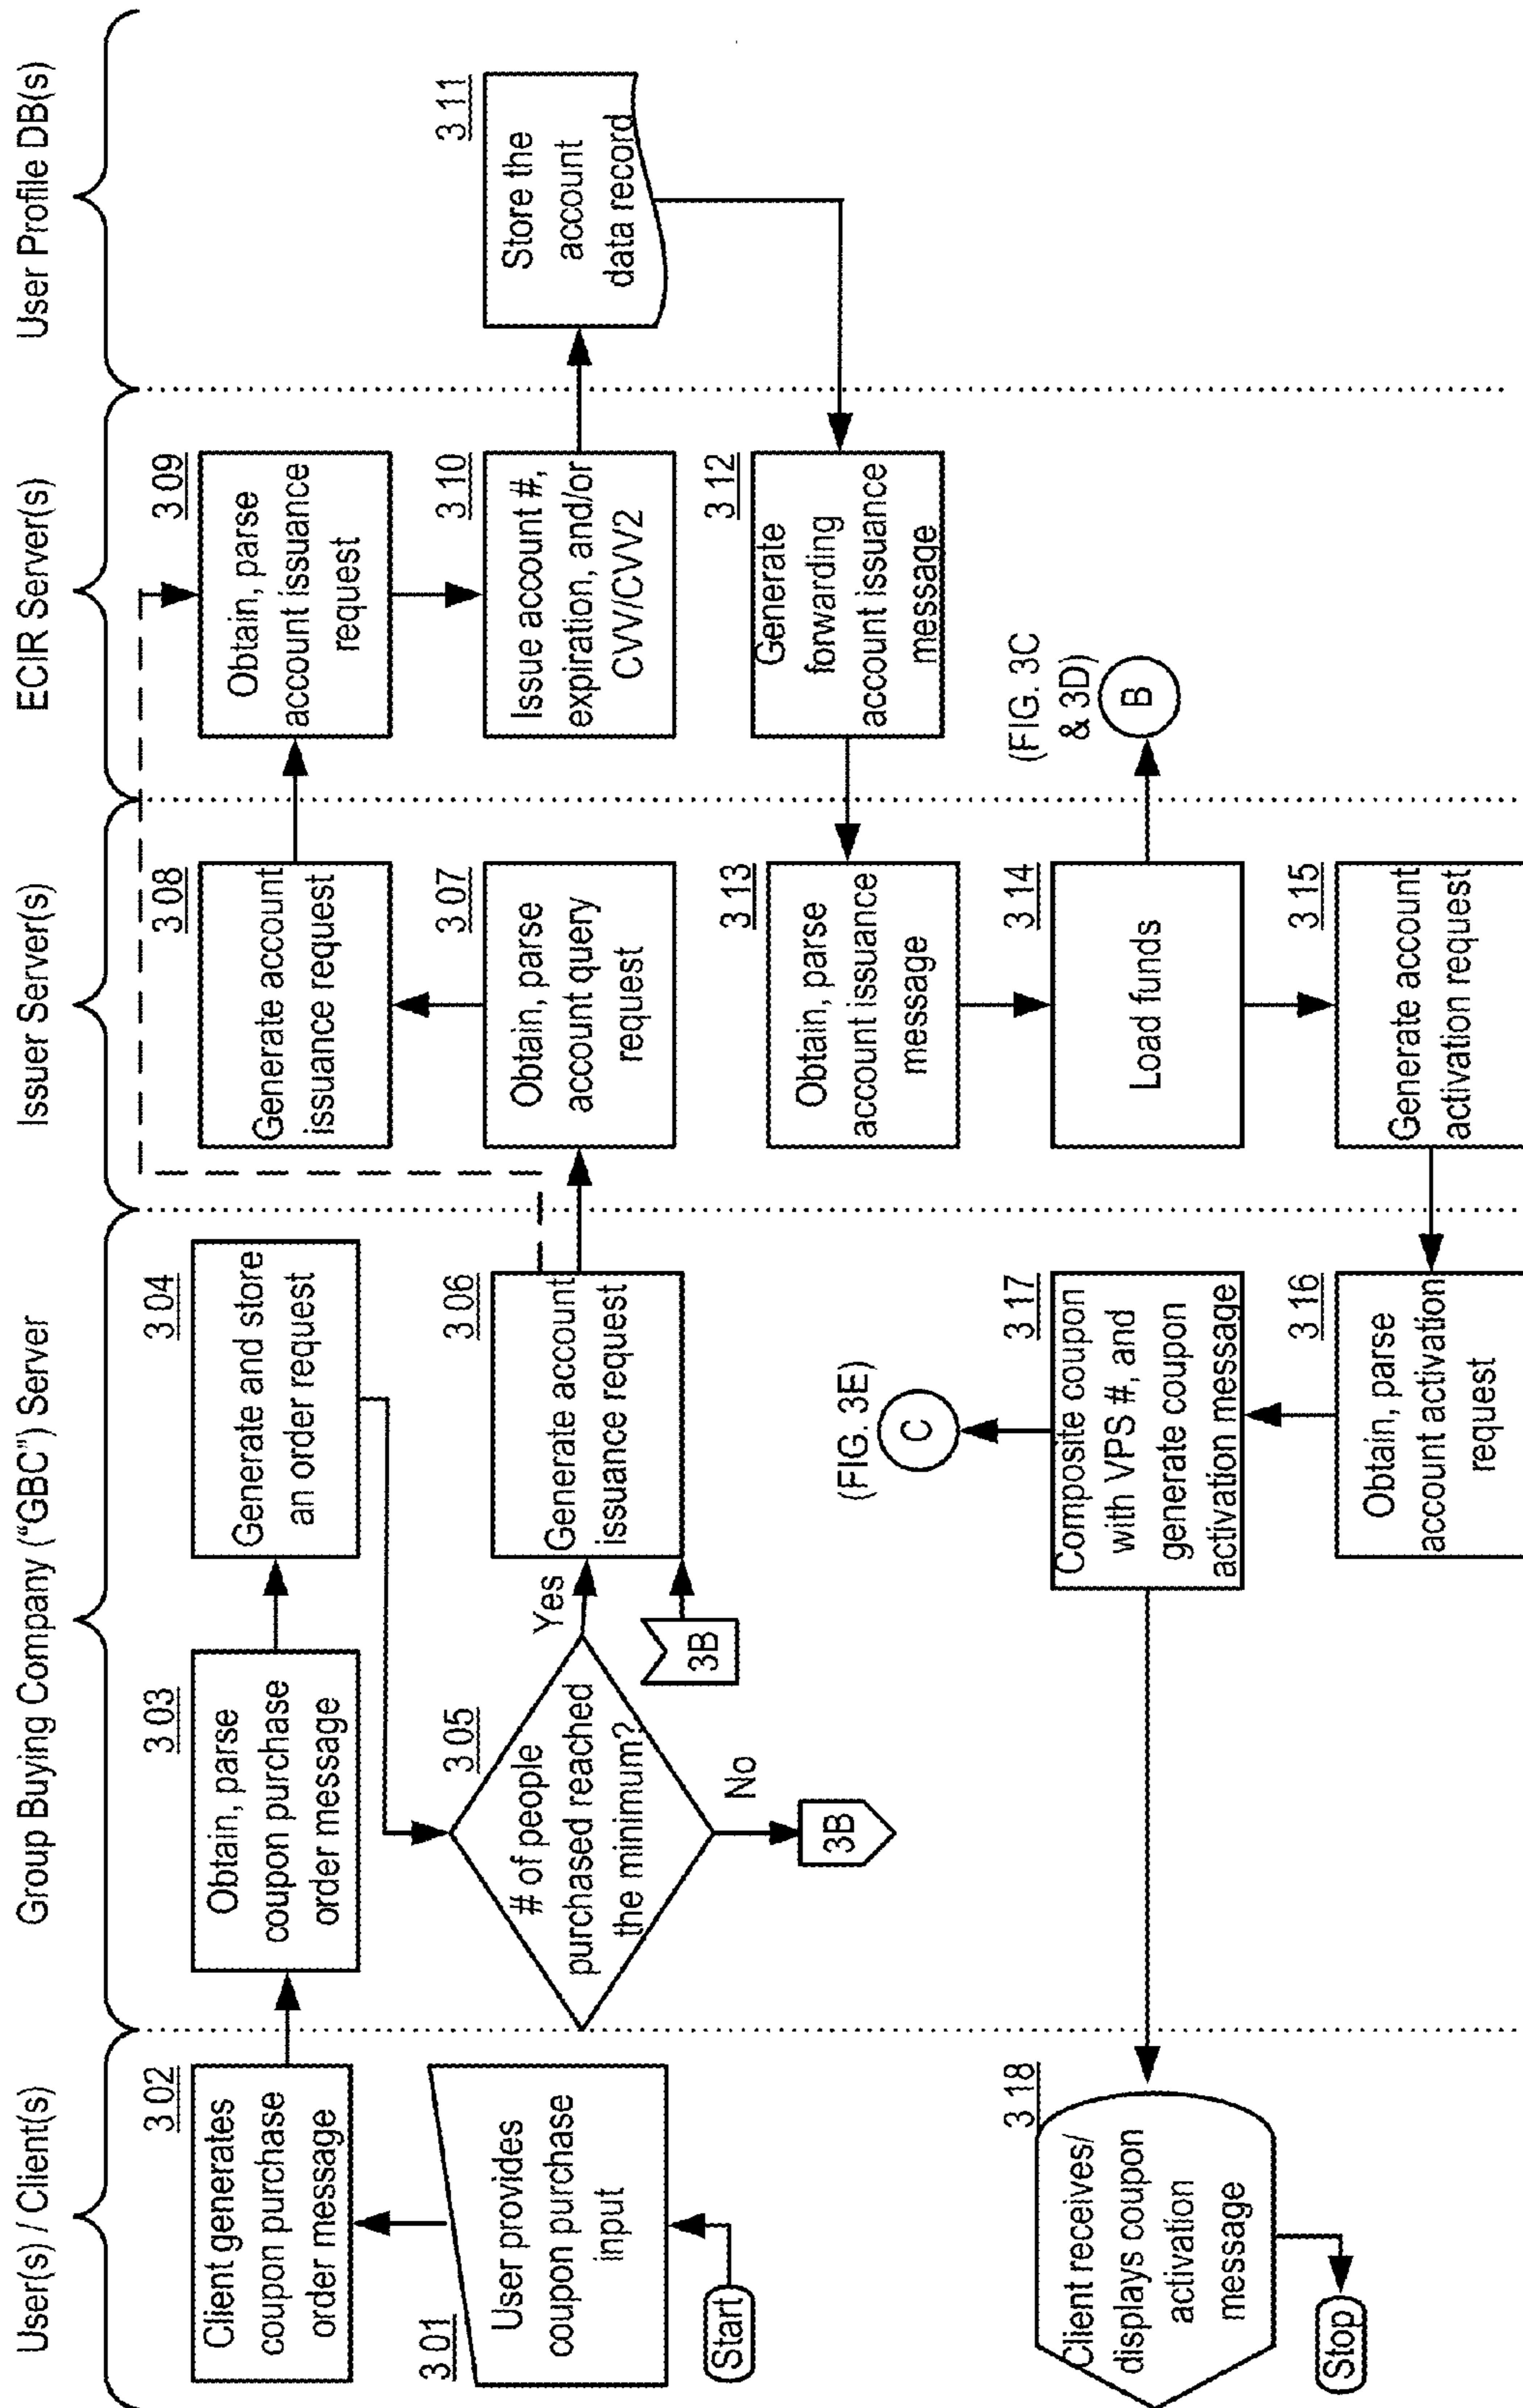 User(s) / Client(s)
Group Buying Company (“GBC”) Server
Issuer Server(s)
ECIR Server(s)
User Profile DB(s)
3 02
Client generates
coupon purchase
order message
3 01
User provides
coupon purchase
input
Start
3 03
Obtain, parse
coupon purchase
order message
3 04
Generate and store
an order request
3 05
# of people
purchased reached
the minimum?
Yes
No
3B
3B
3 06
Generate account
issuance request
3 08
Generate account
issuance request
3 07
Obtain, parse
account query
request
3 09
Obtain, parse
account issuance
request
3 10
Issue account #,
expiration, and/or
CVV/CVV2
3 11
Store the
account
data record
3 12
Generate
forwarding
account issuance
message
3 13
Obtain, parse
account issuance
message
3 14
Load funds
(FIG. 3C
& 3D)
B
3 15
Generate account
activation request
3 16
Obtain, parse
account activation
request
3 17
Composite coupon
with VPS #, and
generate coupon
activation message
(FIG. 3E)
C
3 18
Client receives/
displays coupon
activation
message
Stop